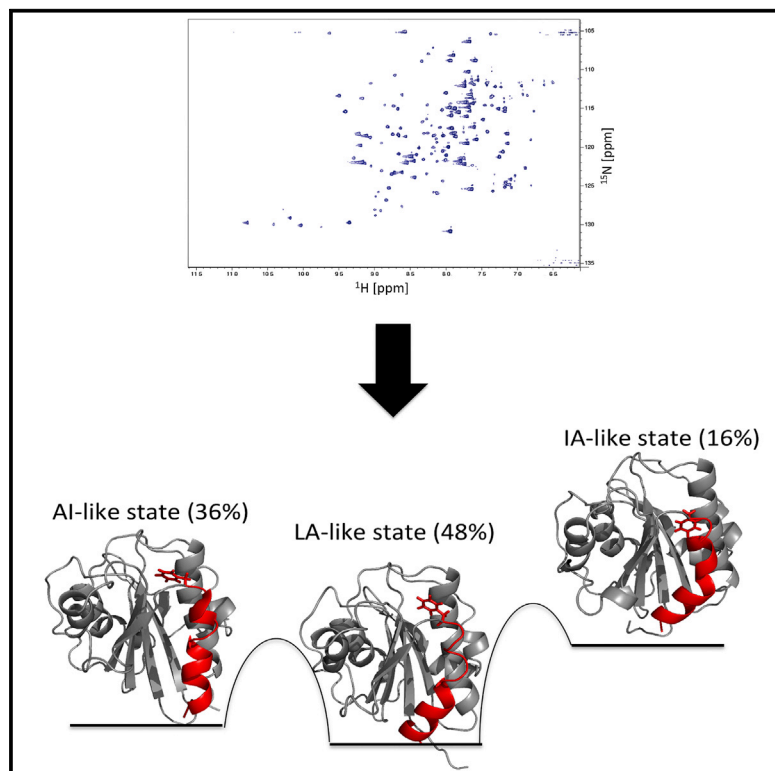 105
110
115
120
125
130
135
¹⁵N [ppm]
11.5 11.0 10.5 10.0 9.5 9.0 8.5 8.0 7.5 7.0 6.5
¹H [ppm]
IA-like state (16%)
AI-like state (36%)
LA-like state (48%)